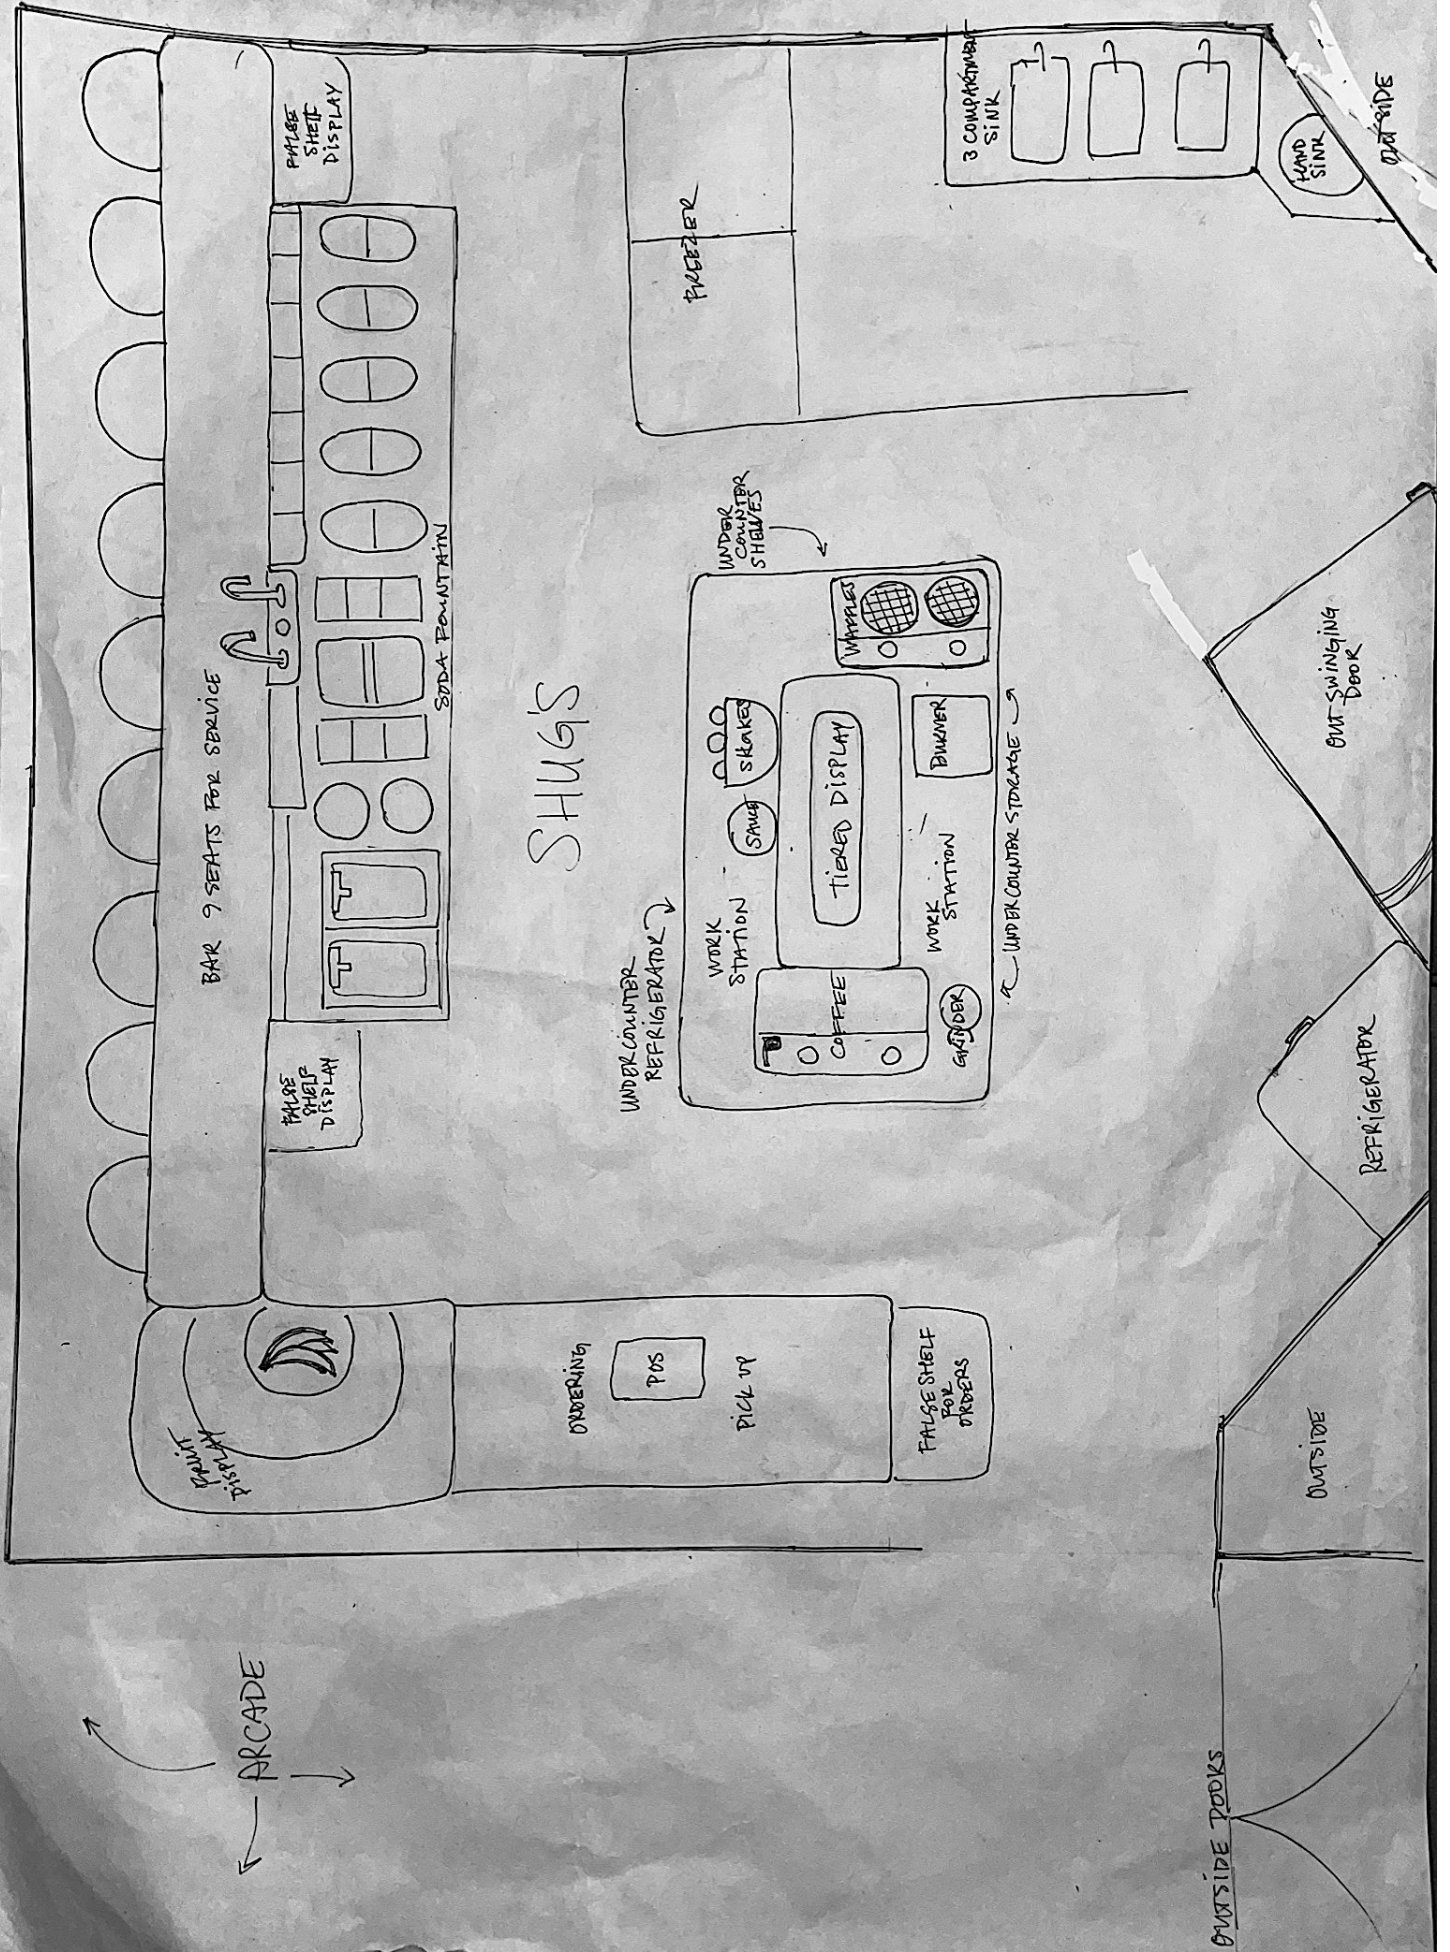 FALSE
SHELF
DISPLAY
3 COMPARTMENT
SINK
HAND
SINK
OUTSIDE
FREEZER
BAR 9 SEATS FOR SERVICE
SODA FOUNTAIN
SHUG'S
UNDER
COUNTER
SHELVES
WAFFLES
SHAKES
SAUCE
TIERED DISPLAY
BURNER
WORK
STATION
WORK
STATION
UNDERCOUNTER STORAGE
UNDERCOUNTER
REFRIGERATOR
COFFEE
GRINDER
OUT SWINGING
DOOR
REFRIGERATOR
FALSE
SHELF
DISPLAY
FRUIT
DISPLAY
ORDERING
POS
PICK UP
FALSE SHELF
FOR
ORDERS
OUTSIDE
ARCADE
OUTSIDE DOORS